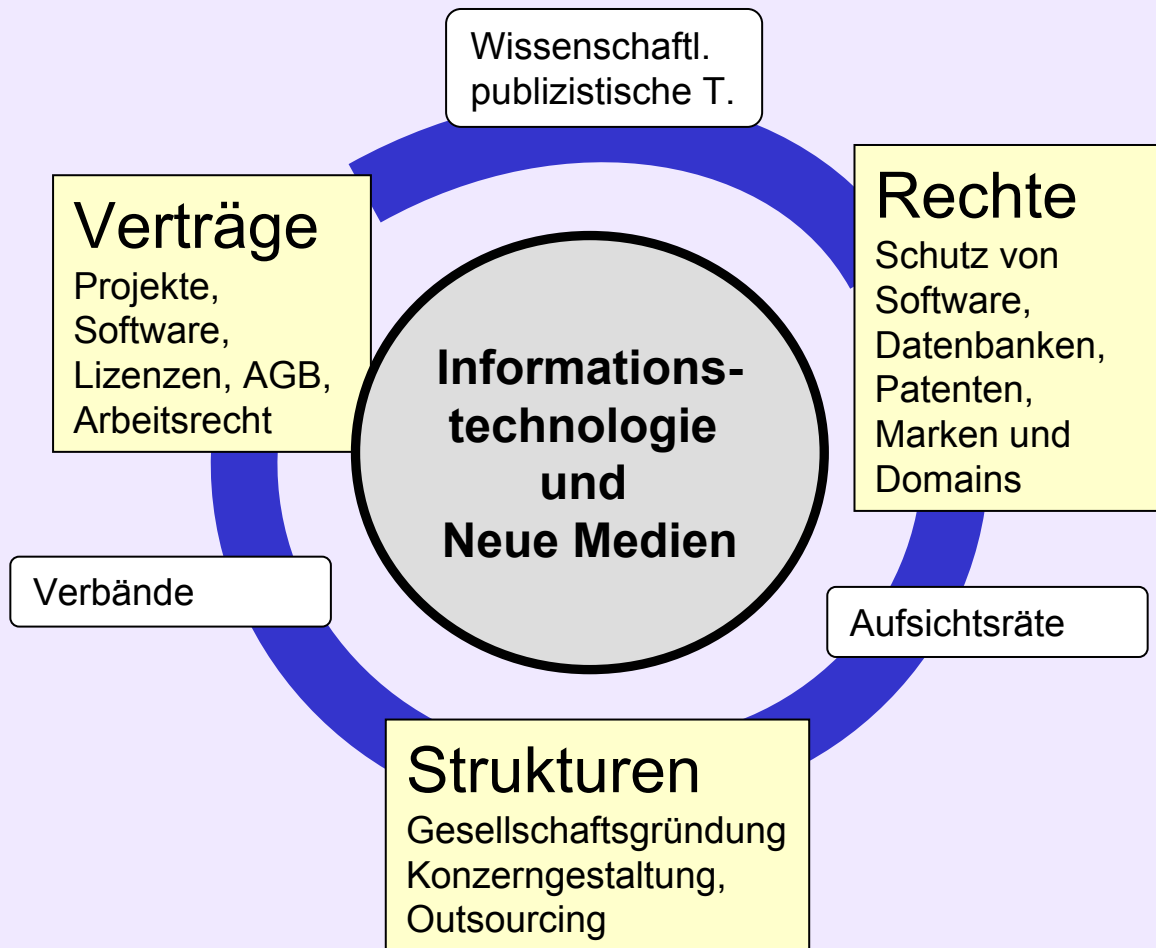 Wissenschaftl.
publizistische T.
Verträge
Projekte,
Software,
Lizenzen, AGB,
Arbeitsrecht
Rechte
Schutz von
Software,
Datenbanken,
Patenten,
Marken und
Domains
Informations-
technologie
und
Neue Medien
Verbände
Aufsichtsräte
Strukturen
Gesellschaftsgründung
Konzerngestaltung,
Outsourcing